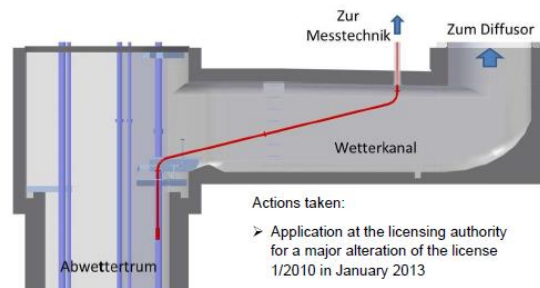 Zur
Messtechnik
Zum Diffusor
Wetterkanal
Abwettertrum
Actions taken:
➢ Application at the licensing authority
for a major alteration of the license
1/2010 in January 2013